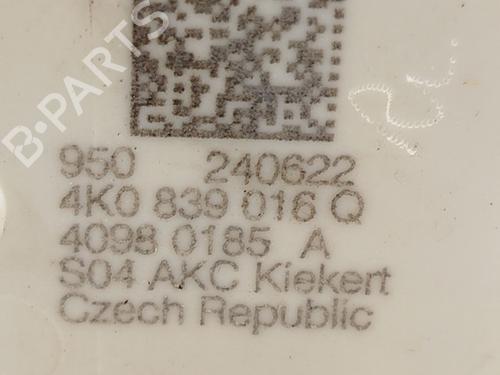 B-PARTS
950 240622
4K0 839 016 Q
4098 0185 A
S04 AKC Kiekert
Czech Republic